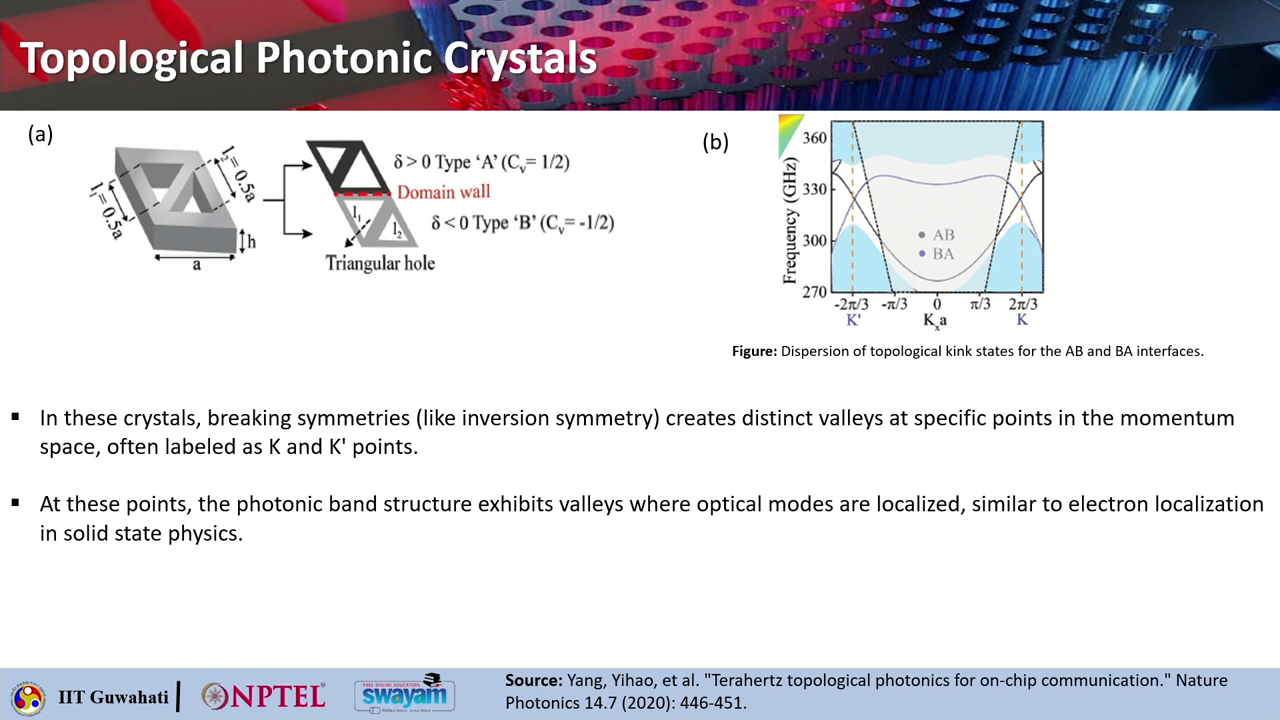 Topological Photonic Crystals
(a)
l₁ = 0.5a
l₂ = 0.5a
h
a
δ > 0 Type 'A' (Cᵥ= 1/2)
Domain wall
l₁
l₂
δ < 0 Type 'B' (Cᵥ= -1/2)
Triangular hole
(b)
Frequency (GHz)
360
330
300
270
AB
BA
-2π/3 -π/3 0 π/3 2π/3
K' Kₓa K
Figure: Dispersion of topological kink states for the AB and BA interfaces.
▪ In these crystals, breaking symmetries (like inversion symmetry) creates distinct valleys at specific points in the momentum
space, often labeled as K and K' points.
▪ At these points, the photonic band structure exhibits valleys where optical modes are localized, similar to electron localization
in solid state physics.
IIT Guwahati
NPTEL
FREE ONLINE EDUCATION
swayam
Source: Yang, Yihao, et al. "Terahertz topological photonics for on-chip communication." Nature
Photonics 14.7 (2020): 446-451.